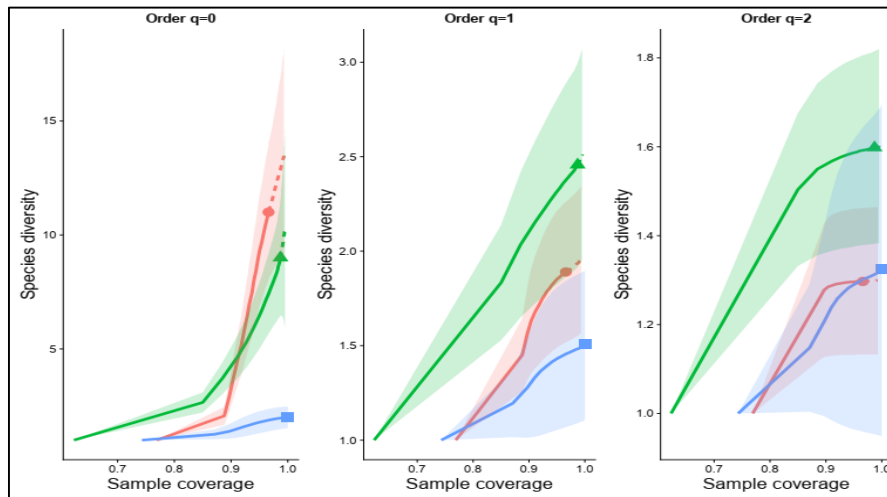 Order q=0
Order q=1
Order q=2
Species diversity
15
10
5
0.7 0.8 0.9 1.0
Sample coverage
Species diversity
3.0
2.5
2.0
1.5
1.0
0.7 0.8 0.9 1.0
Sample coverage
Species diversity
1.8
1.6
1.4
1.2
1.0
0.7 0.8 0.9 1.0
Sample coverage